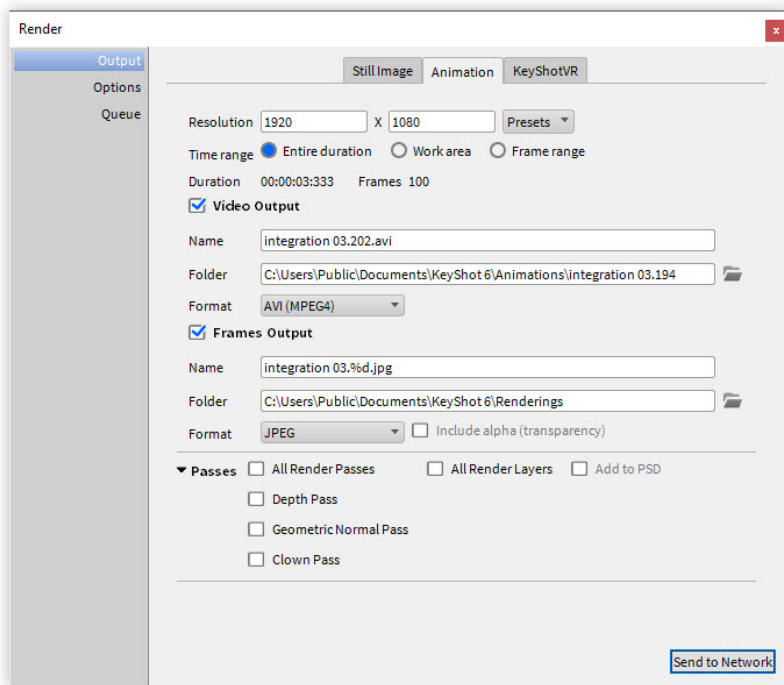 Render
x
Output
Options
Queue
Still Image Animation KeyShotVR
Resolution 1920 X 1080 Presets
Time range Entire duration Work area Frame range
Duration 00:00:03:333 Frames 100
Video Output
Name integration 03.202.avi
Folder C:\Users\Public\Documents\KeyShot 6\Animations\integration 03.194
Format AVI (MPEG4)
Frames Output
Name integration 03.%d.jpg
Folder C:\Users\Public\Documents\KeyShot 6\Renderings
Format JPEG Include alpha (transparency)
Passes All Render Passes All Render Layers Add to PSD
Depth Pass
Geometric Normal Pass
Clown Pass
Send to Network